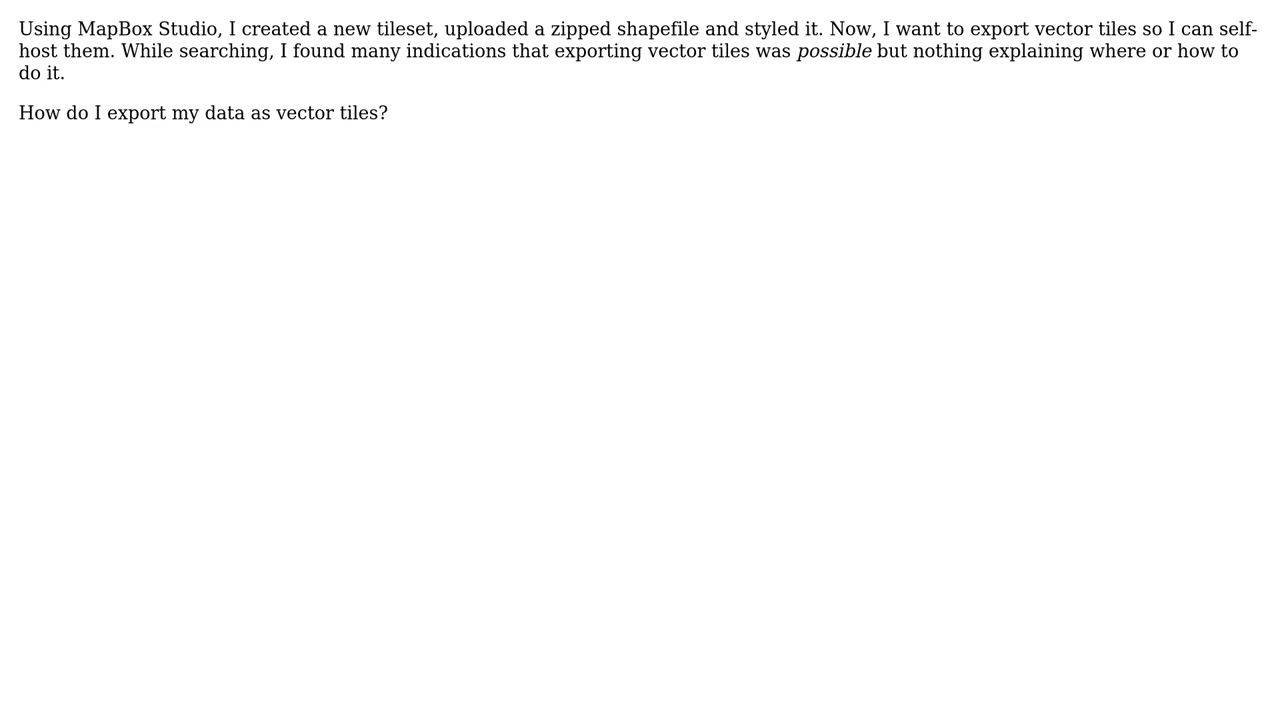 Using MapBox Studio, I created a new tileset, uploaded a zipped shapefile and styled it. Now, I want to export vector tiles so I can self-
host them. While searching, I found many indications that exporting vector tiles was possible but nothing explaining where or how to
do it.
How do I export my data as vector tiles?